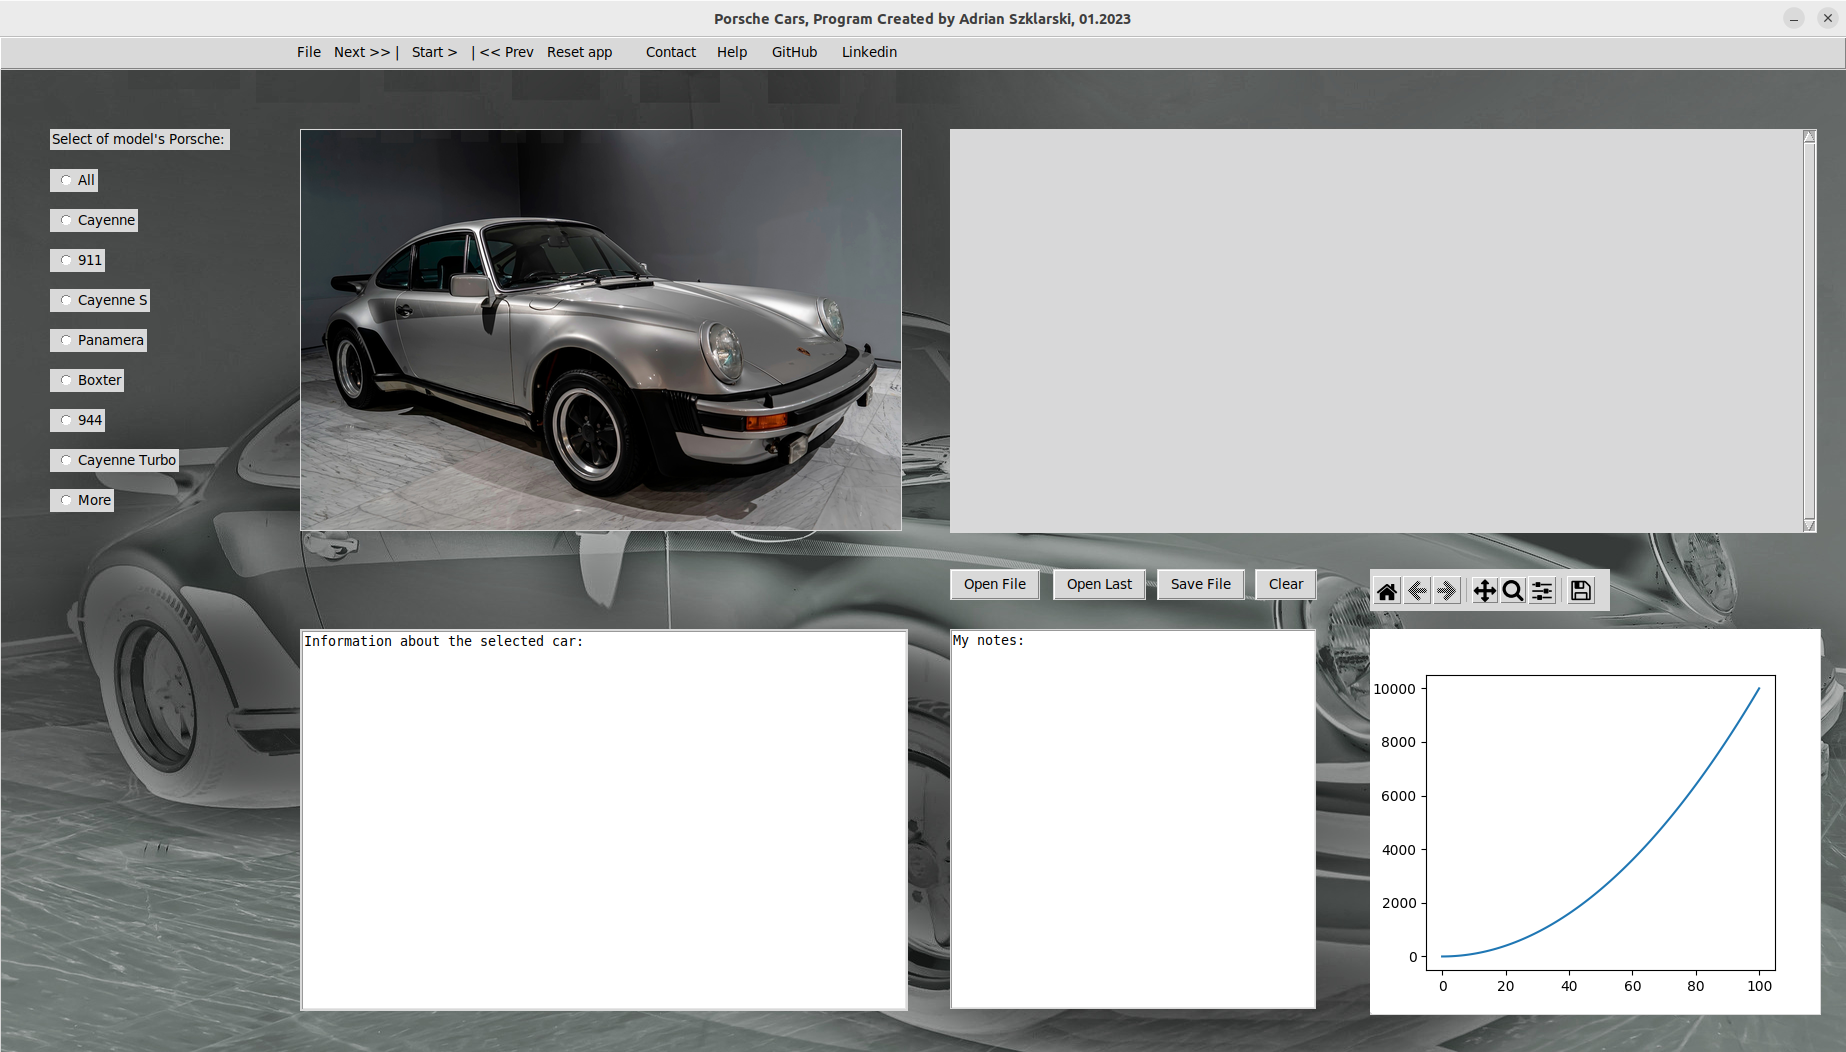 Porsche Cars, Program Created by Adrian Szklarski, 01.2023
File Next >> | Start > | << Prev Reset app Contact Help GitHub Linkedin
Select of model's Porsche:
All
Cayenne
911
Cayenne S
Panamera
Boxter
944
Cayenne Turbo
More
Open File Open Last Save File Clear
Information about the selected car:
My notes:
10000
8000
6000
4000
2000
0
0 20 40 60 80 100